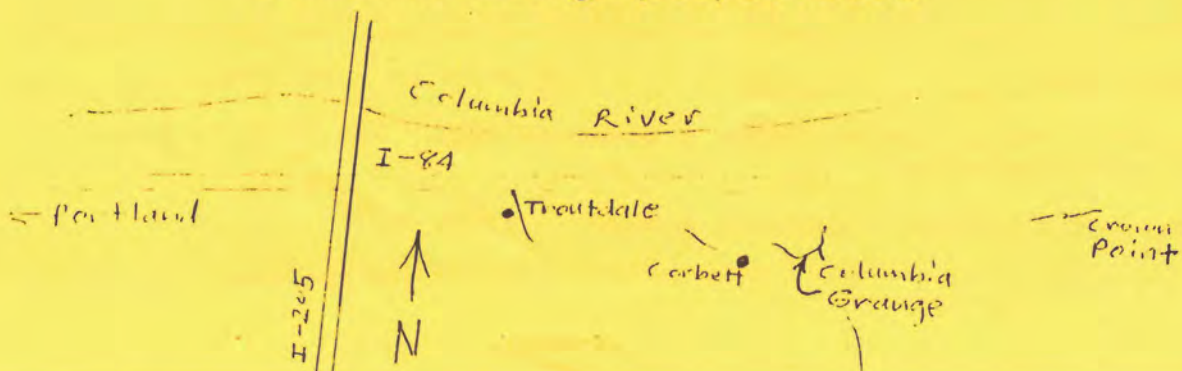 Columbia River
I-84
Portland
Troutdale
Crown
Point
Corbett
Columbia
Grange
I-205
N